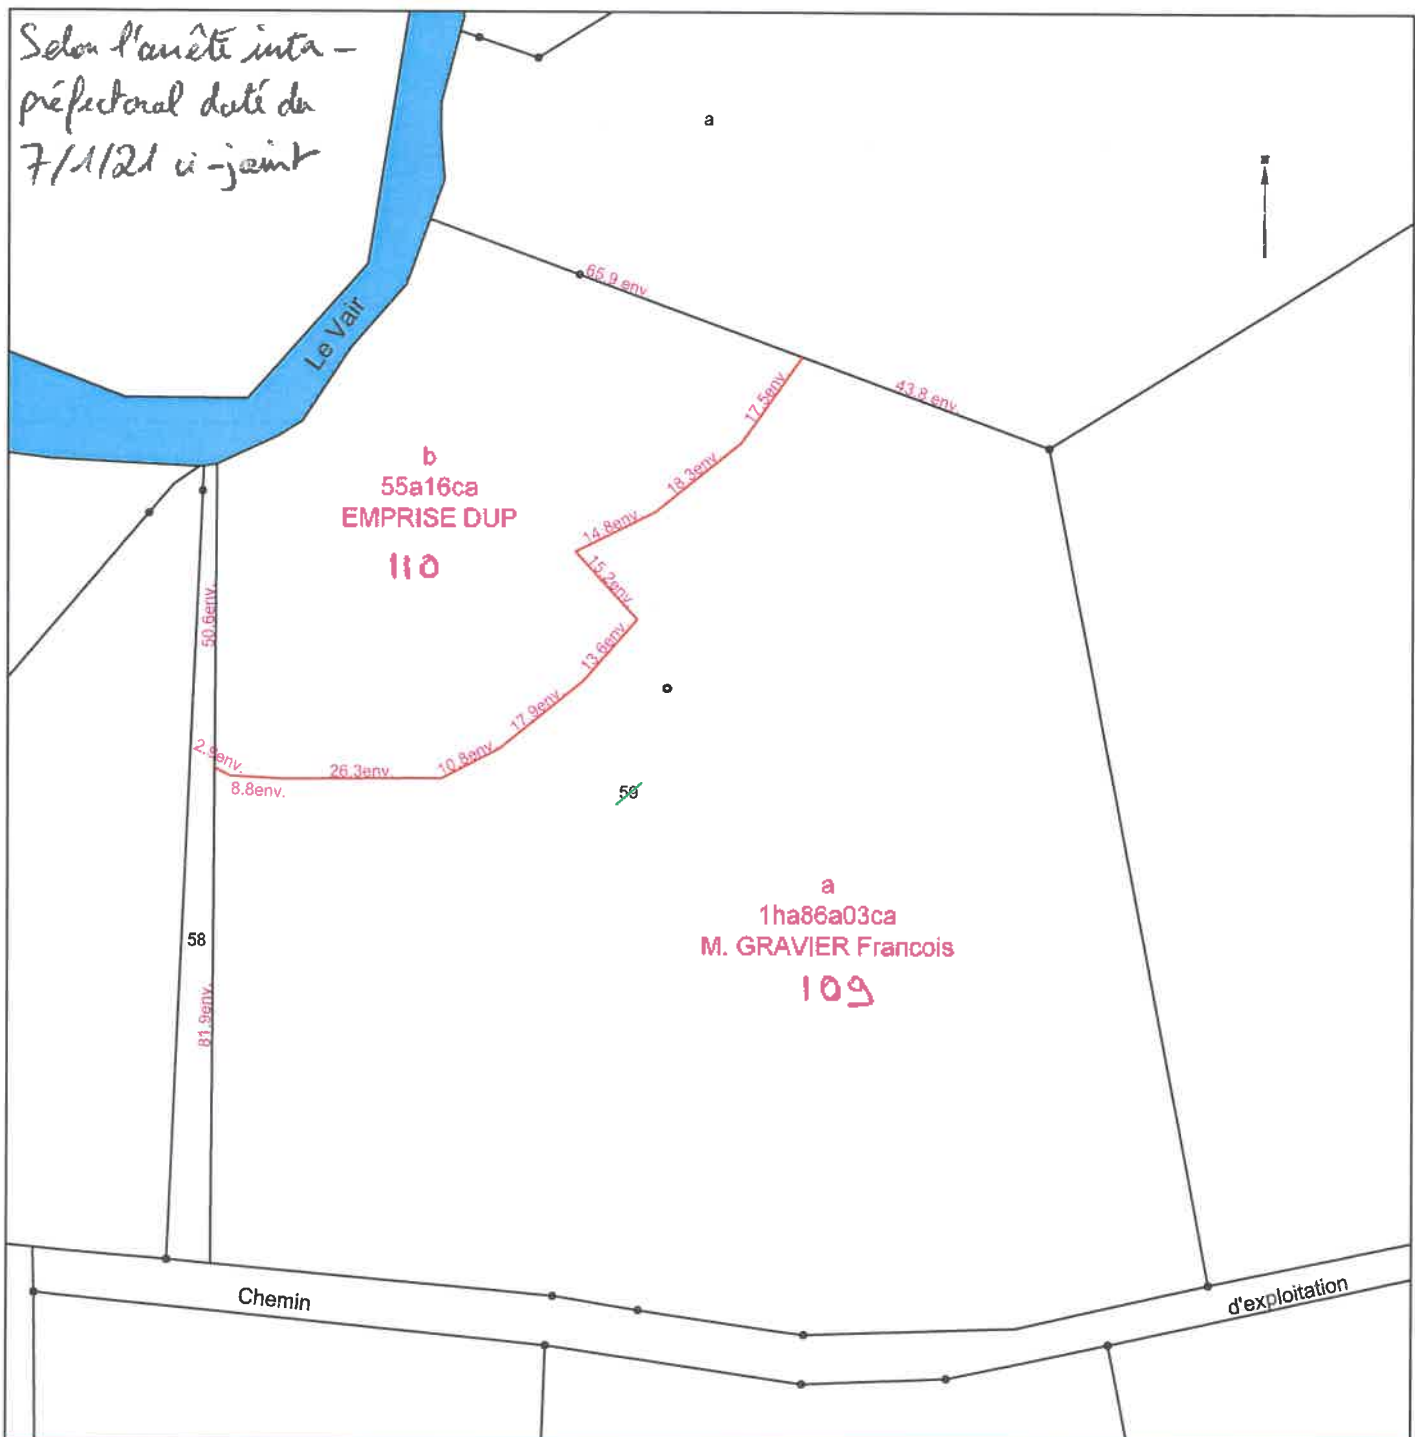 Selon l'arrêté inter-
préfectoral daté du
7/1/21 ci-joint
a
Le Vair
65.9 env
43.8 env
17.5env.
18.3env.
14.8env.
15.2env.
13.6env.
17.9env.
10.8env.
26.3env.
8.8env.
2.9env.
50.6env.
b
55a16ca
EMPRISE DUP
110
59
a
1ha86a03ca
M. GRAVIER Francois
109
58
81.9env.
Chemin
d'exploitation